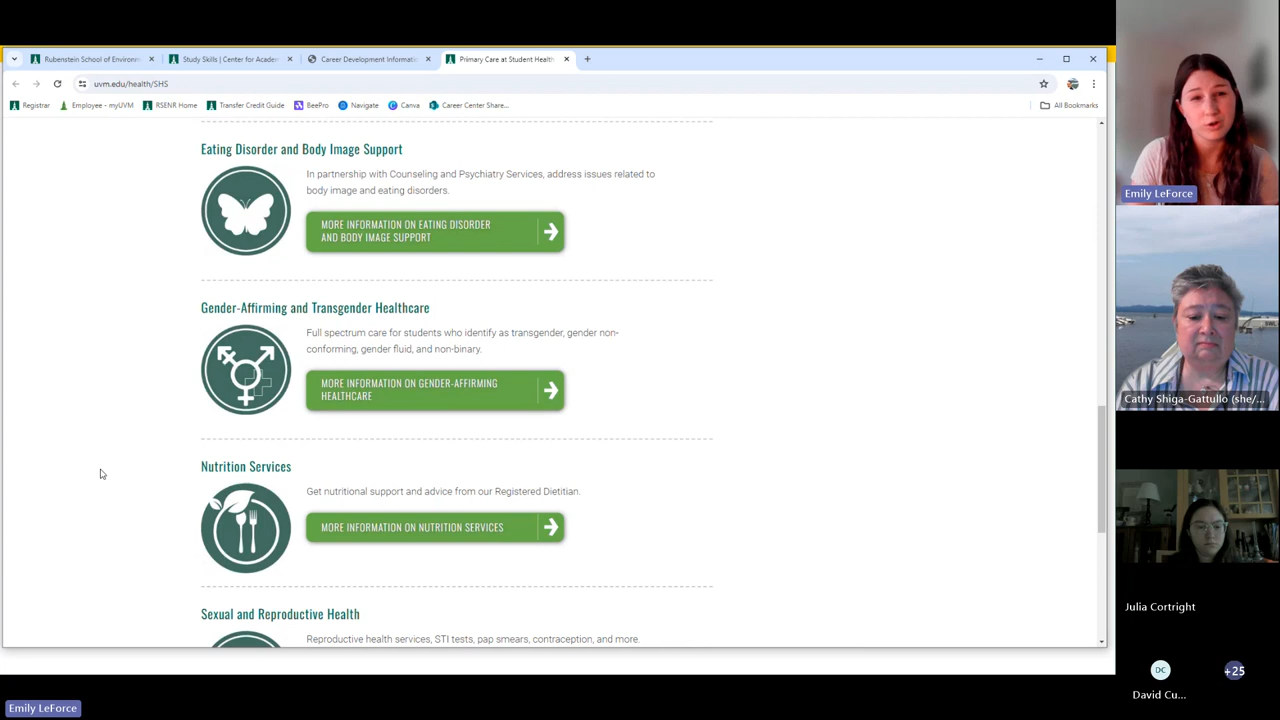 Rubenstein School of Environm
Study Skills | Center for Acade
Career Development Informatio
Primary Care at Student Health
uvm.edu/health/SHS
Registrar
Employee - myUVM
RSENR Home
Transfer Credit Guide
BeePro
Navigate
Canva
Career Center Share...
All Bookmarks
Eating Disorder and Body Image Support
In partnership with Counseling and Psychiatry Services, address issues related to
body image and eating disorders.
MORE INFORMATION ON EATING DISORDER
AND BODY IMAGE SUPPORT
Gender-Affirming and Transgender Healthcare
Full spectrum care for students who identify as transgender, gender non-
conforming, gender fluid, and non-binary.
MORE INFORMATION ON GENDER-AFFIRMING
HEALTHCARE
Nutrition Services
Get nutritional support and advice from our Registered Dietitian.
MORE INFORMATION ON NUTRITION SERVICES
Sexual and Reproductive Health
Reproductive health services, STI tests, pap smears, contraception, and more.
Emily LeForce
Cathy Shiga-Gattullo (she/...
Julia Cortright
DC
+25
David Cu...
Emily LeForce